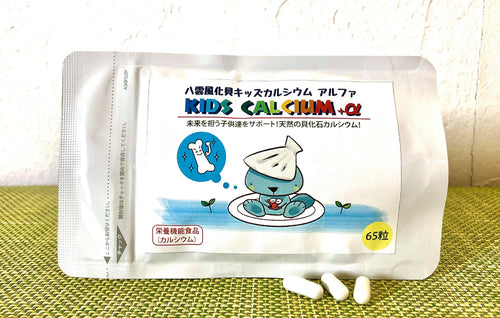 八雲風化貝キッズカルシウム アルファ
KIDS CALCIUM +α
未来を担う子供達をサポート!天然の貝化石カルシウム!
栄養機能食品
(カルシウム)
65粒